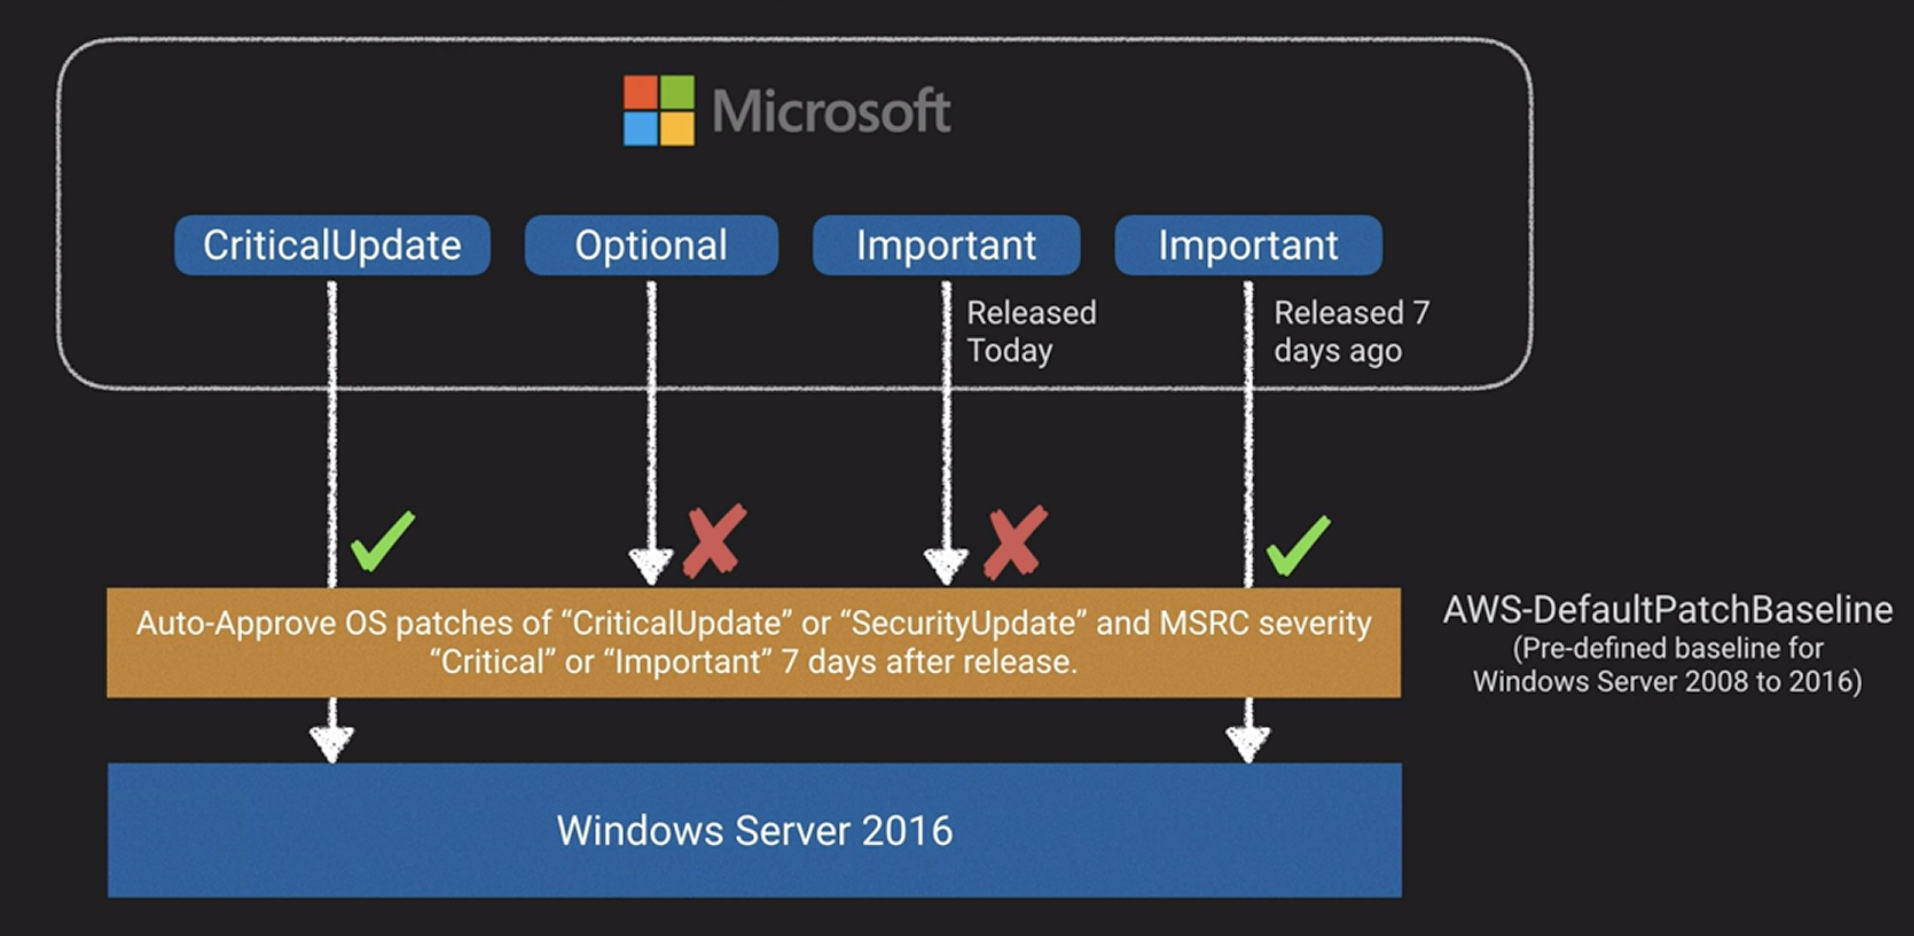 Microsoft
CriticalUpdate
Optional
Important
Important
Released
Today
Released 7
days ago
Auto-Approve OS patches of “CriticalUpdate” or “SecurityUpdate” and MSRC severity
“Critical” or “Important” 7 days after release.
AWS-DefaultPatchBaseline
(Pre-defined baseline for
Windows Server 2008 to 2016)
Windows Server 2016